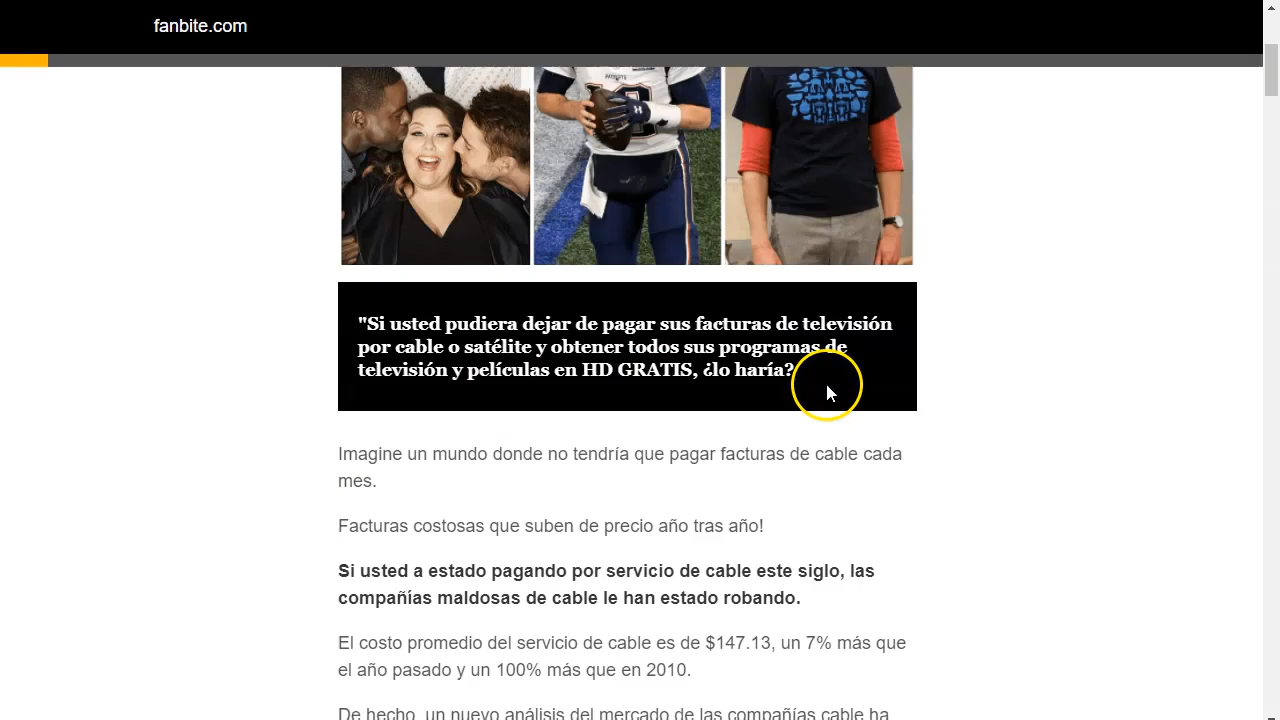 fanbite.com
PATRIOTS
"Si usted pudiera dejar de pagar sus facturas de televisión
por cable o satélite y obtener todos sus programas de
televisión y películas en HD GRATIS, ¿lo haría?
Imagine un mundo donde no tendría que pagar facturas de cable cada
mes.
Facturas costosas que suben de precio año tras año!
Si usted a estado pagando por servicio de cable este siglo, las
compañías maldosas de cable le han estado robando.
El costo promedio del servicio de cable es de $147.13, un 7% más que
el año pasado y un 100% más que en 2010.
De hecho, un nuevo análisis del mercado de las compañías cable ha